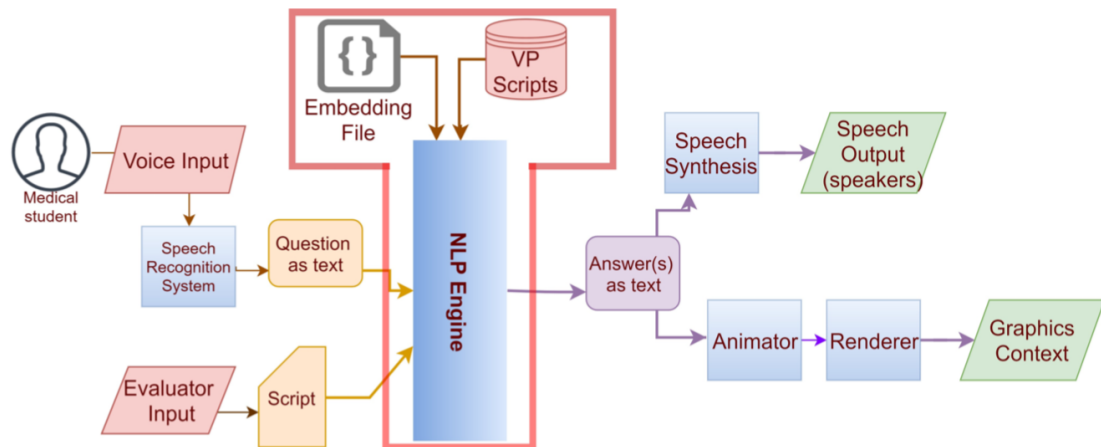 { }
Embedding
File
VP
Scripts
Medical
student
Voice Input
Speech
Recognition
System
Question
as text
Evaluator
Input
Script
NLP Engine
Answer(s)
as text
Speech
Synthesis
Speech
Output
(speakers)
Animator
Renderer
Graphics
Context